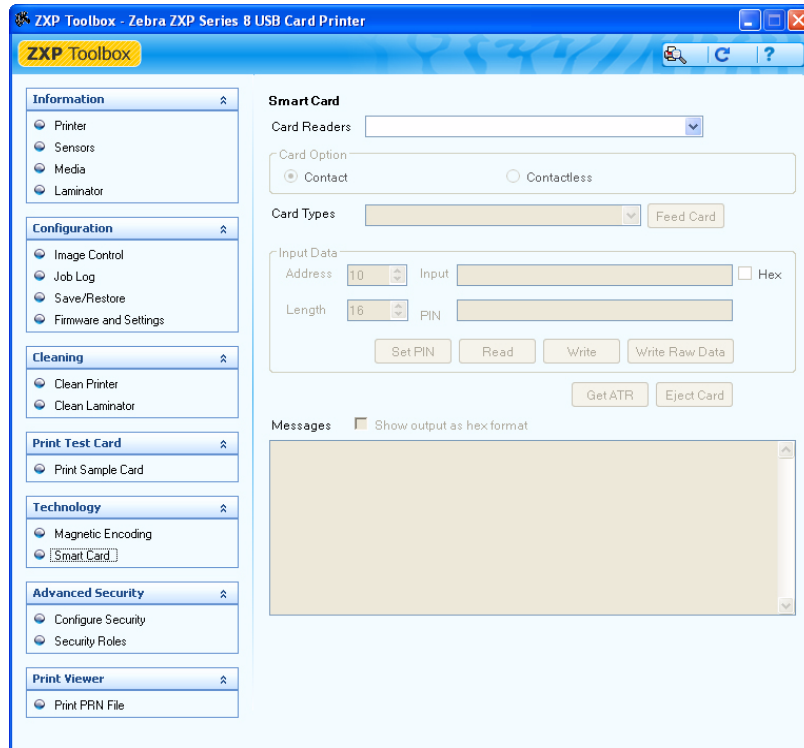 ZXP Toolbox - Zebra ZXP Series 8 USB Card Printer
ZXP Toolbox
?
Information
Printer
Sensors
Media
Laminator
Configuration
Image Control
Job Log
Save/Restore
Firmware and Settings
Cleaning
Clean Printer
Clean Laminator
Print Test Card
Print Sample Card
Technology
Magnetic Encoding
Smart Card
Advanced Security
Configure Security
Security Roles
Print Viewer
Print PRN File
Smart Card
Card Readers
Card Option
Contact Contactless
Card Types Feed Card
Input Data
Address 10 Input Hex
Length 16 PIN
Set PIN Read Write Write Raw Data
Get ATR Eject Card
Messages Show output as hex format